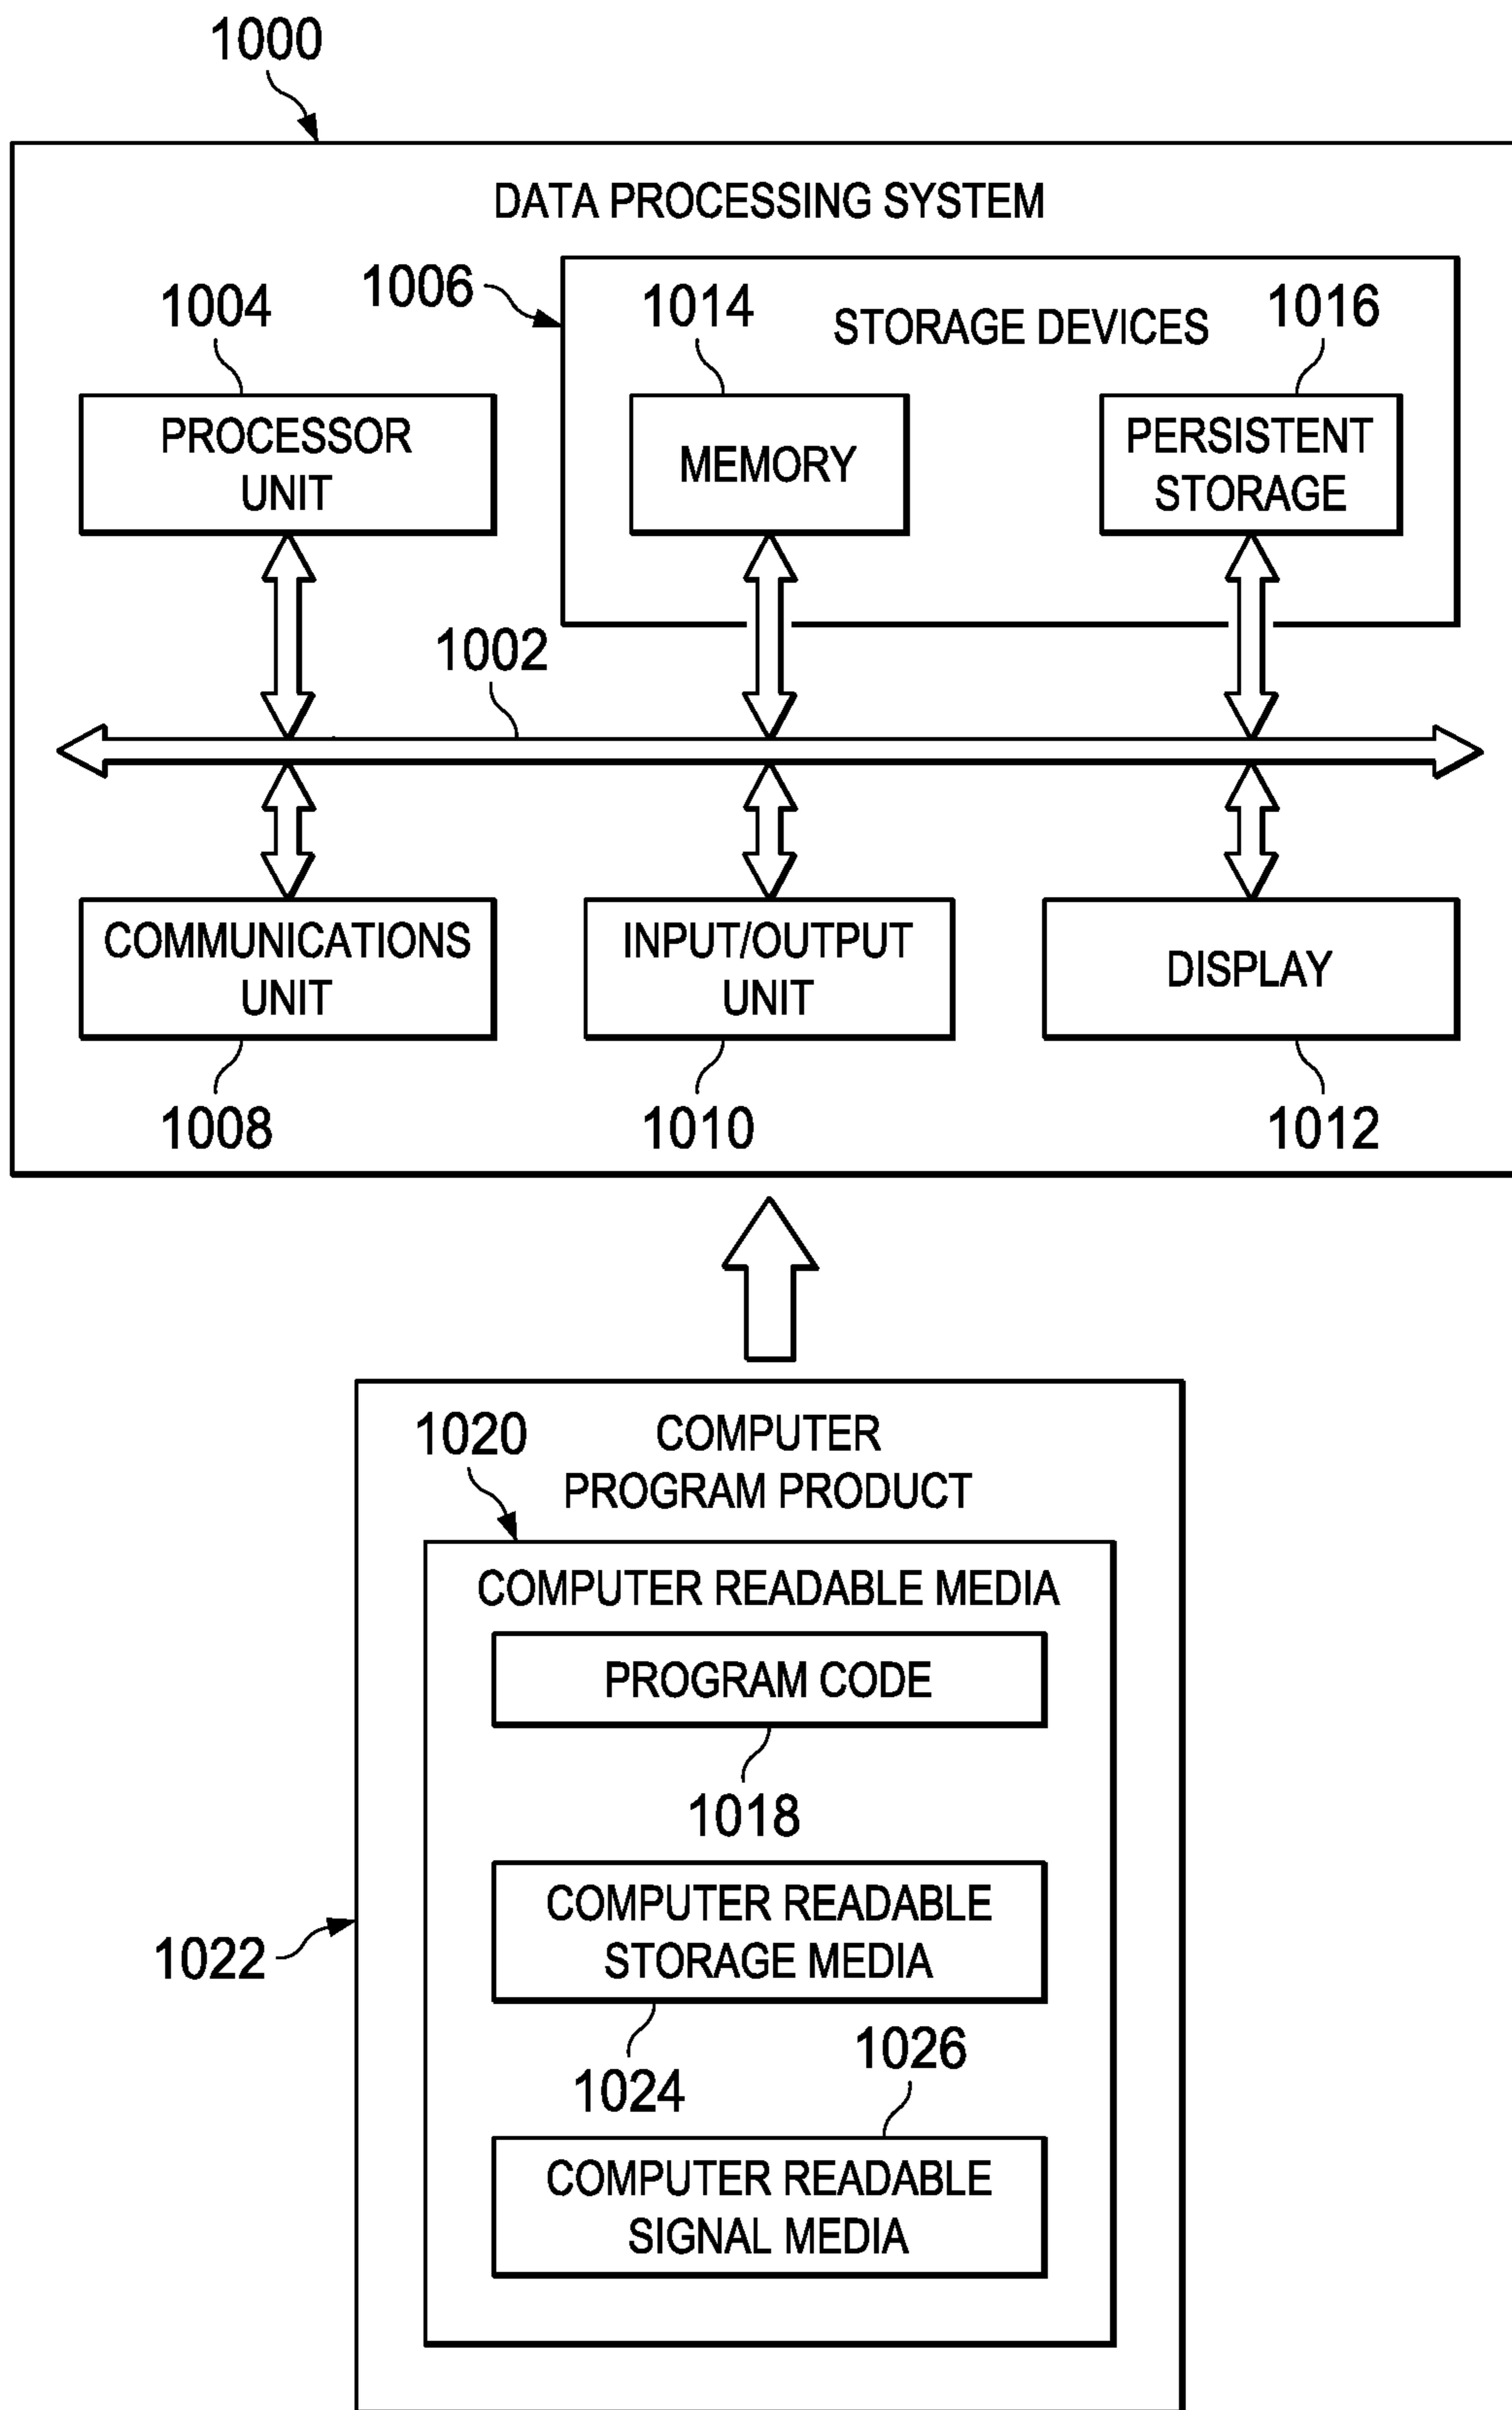 1000
DATA PROCESSING SYSTEM
1006
1004
1014
STORAGE DEVICES
1016
PROCESSOR
UNIT
MEMORY
PERSISTENT
STORAGE
1002
COMMUNICATIONS
UNIT
INPUT/OUTPUT
UNIT
DISPLAY
1008
1010
1012
1020
COMPUTER
PROGRAM PRODUCT
COMPUTER READABLE MEDIA
PROGRAM CODE
1018
COMPUTER READABLE
STORAGE MEDIA
1022
1024
1026
COMPUTER READABLE
SIGNAL MEDIA